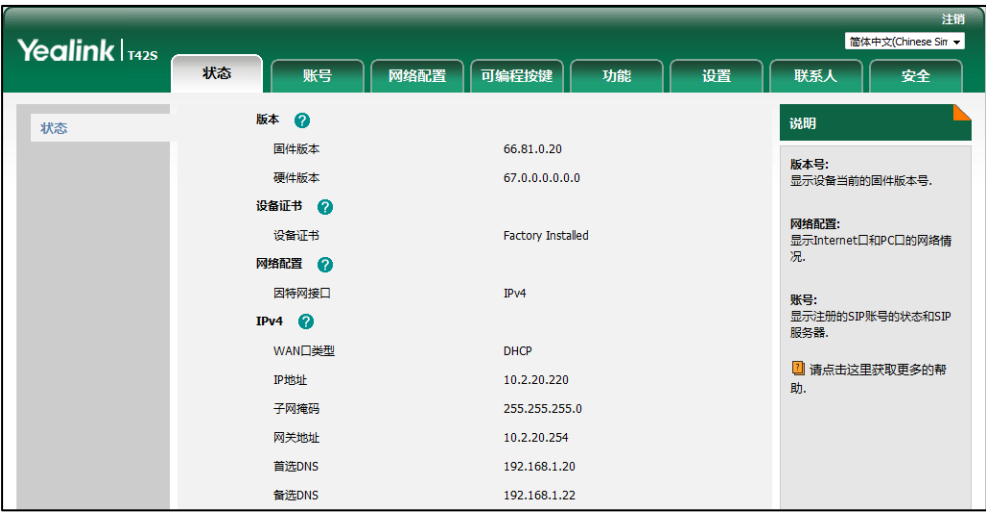 注销
Yealink T42S
简体中文(Chinese Sim
状态 账号 网络配置 可编程按键 功能 设置 联系人 安全
状态
版本
固件版本 66.81.0.20
硬件版本 67.0.0.0.0.0.0
设备证书
设备证书 Factory Installed
网络配置
因特网接口 IPv4
IPv4
WAN口类型 DHCP
IP地址 10.2.20.220
子网掩码 255.255.255.0
网关地址 10.2.20.254
首选DNS 192.168.1.20
备选DNS 192.168.1.22
说明
版本号:
显示设备当前的固件版本号.
网络配置:
显示Internet口和PC口的网络情
况.
账号:
显示注册的SIP账号的状态和SIP
服务器.
请点击这里获取更多的帮
助.